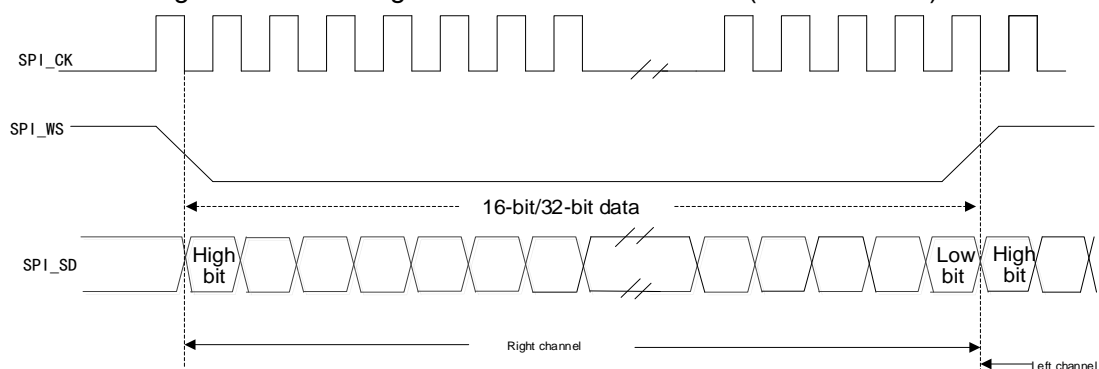 SPI_CK
SPI_WS
16-bit/32-bit data
SPI_SD
High bit
Low bit
High bit
Right channel
Left channel